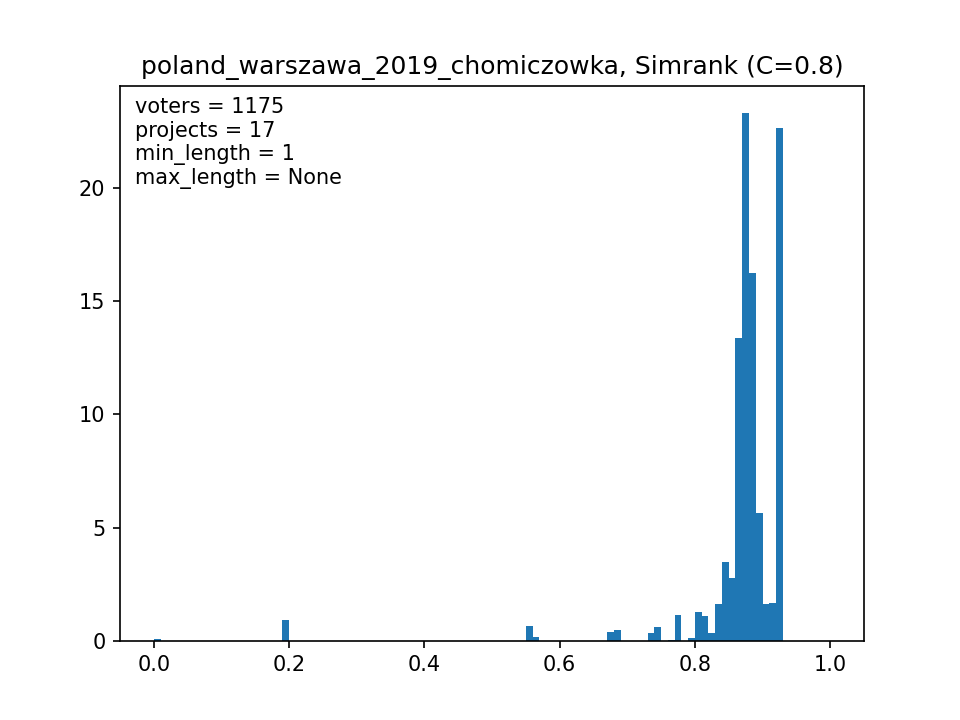 poland_warszawa_2019_chomiczowka, Simrank (C=0.8)
voters = 1175
projects = 17
min_length = 1
max_length = None
20
15
10
5
0
0.0 0.2 0.4 0.6 0.8 1.0